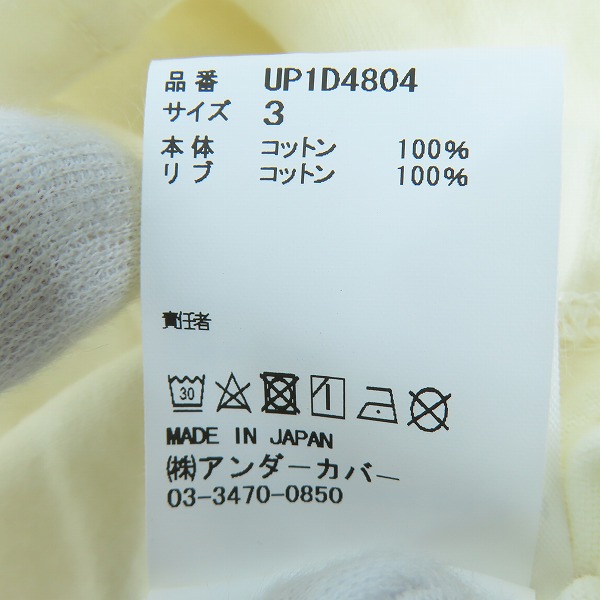 品番 UP1D4804
サイズ 3
本体 コットン 100%
リブ コットン 100%
責任者
30
MADE IN JAPAN
㈱アンダーカバー
03-3470-0850